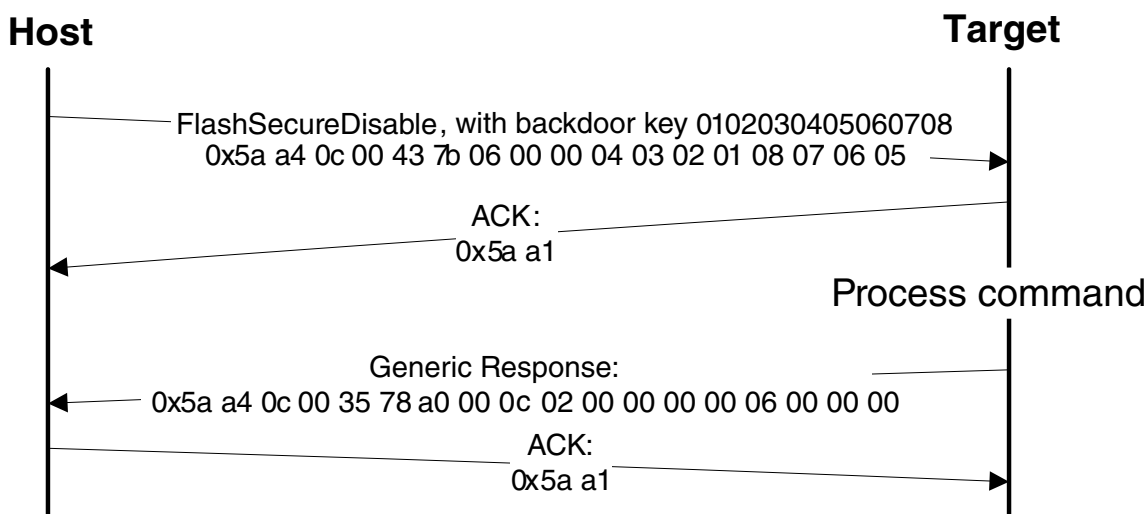 Host
Target
FlashSecureDisable, with backdoor key 0102030405060708
0x5a a4 0c 00 43 7b 06 00 00 04 03 02 01 08 07 06 05
ACK:
0x5a a1
Process command
Generic Response:
0x5a a4 0c 00 35 78 a0 00 0c 02 00 00 00 00 06 00 00 00
ACK:
0x5a a1